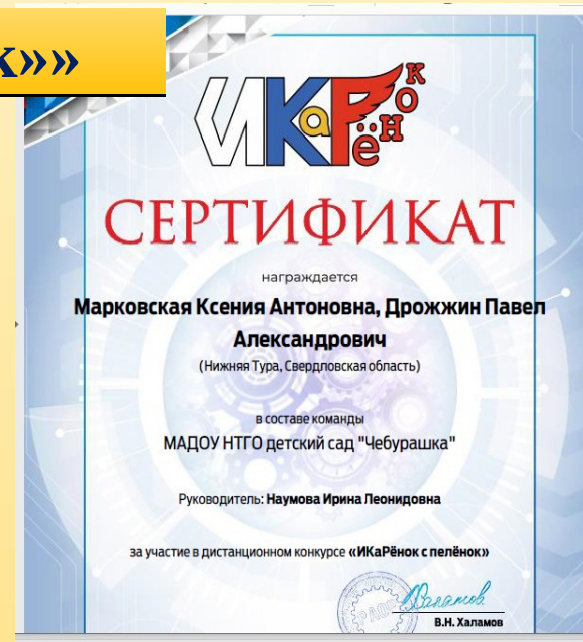 к»»
ИКаРёнок
СЕРТИФИКАТ
награждается
Марковская Ксения Антоновна, Дрожжин Павел
Александрович
(Нижняя Тура, Свердловская область)
в составе команды
МАДОУ НТГО детский сад "Чебурашка"
Руководитель: Наумова Ирина Леонидовна
за участие в дистанционном конкурсе «ИКаРёнок с пелёнок»
В.Н. Халамов